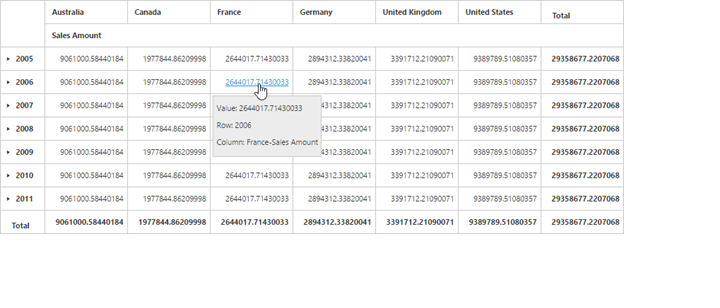 Australia Canada France Germany United Kingdom United States Total
Sales Amount
2005 9061000.58440184 1977844.86209998 2644017.71430033 2894312.33820041 3391712.21090071 9389789.51080357 29358677.2207068
2006 9061000.58440184 1977844.86209998 2644017.71430033 2894312.33820041 3391712.21090071 9389789.51080357 29358677.2207068
2007 9061000.58440184 1977844.86209998 3391712.21090071 9389789.51080357 29358677.2207068
Value: 2644017.71430033
2008 9061000.58440184 1977844.86209998 3391712.21090071 9389789.51080357 29358677.2207068
Row: 2006
2009 9061000.58440184 1977844.86209998 3391712.21090071 9389789.51080357 29358677.2207068
Column: France-Sales Amount
2010 9061000.58440184 1977844.86209998 2644017.71430033 2894312.33820041 3391712.21090071 9389789.51080357 29358677.2207068
2011 9061000.58440184 1977844.86209998 2644017.71430033 2894312.33820041 3391712.21090071 9389789.51080357 29358677.2207068
Total 9061000.58440184 1977844.86209998 2644017.71430033 2894312.33820041 3391712.21090071 9389789.51080357 29358677.2207068